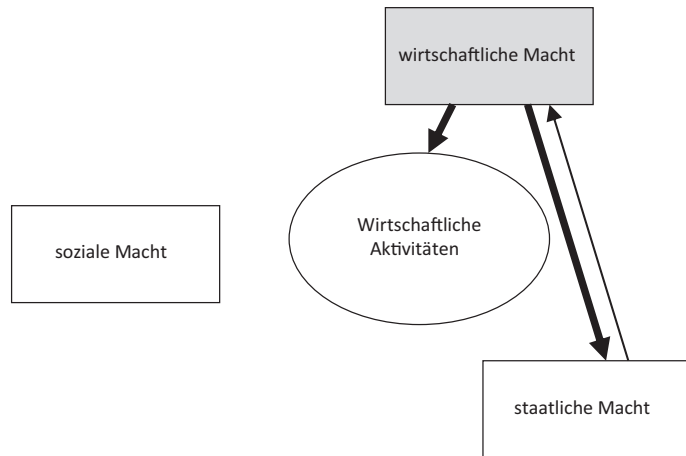 wirtschaftliche Macht
Wirtschaftliche
Aktivitäten
soziale Macht
staatliche Macht